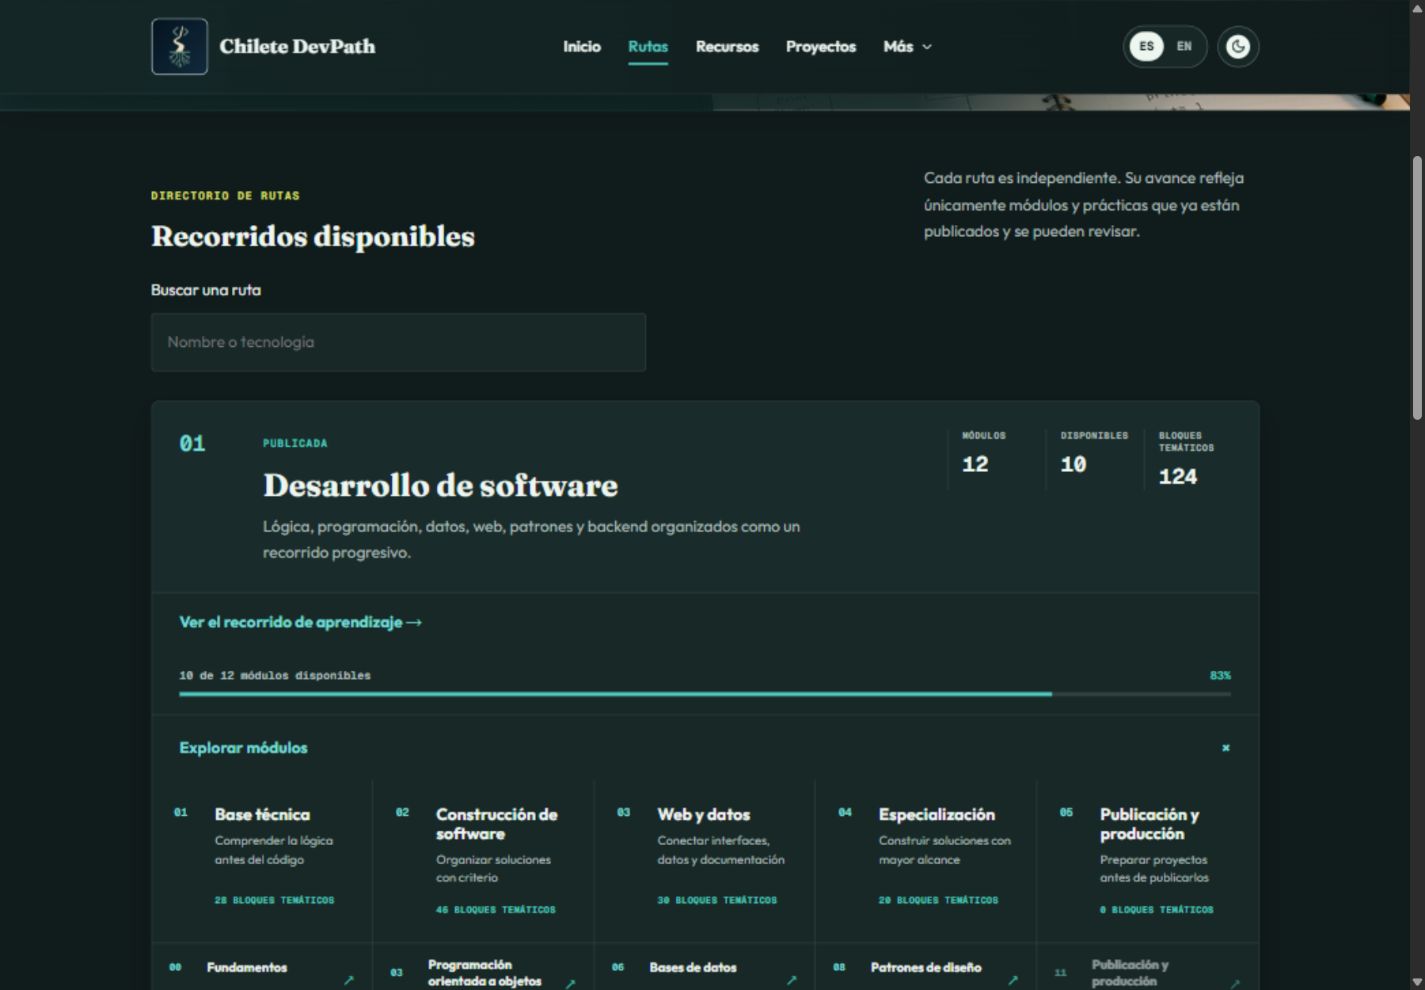 Chilete DevPath
Inicio
Rutas
Recursos
Proyectos
Más
ES
EN
DIRECTORIO DE RUTAS
Recorridos disponibles
Cada ruta es independiente. Su avance refleja
únicamente módulos y prácticas que ya están
publicados y se pueden revisar.
Buscar una ruta
Nombre o tecnología
01
PUBLICADA
Desarrollo de software
Lógica, programación, datos, web, patrones y backend organizados como un
recorrido progresivo.
MÓDULOS
12
DISPONIBLES
10
BLOQUES
TEMÁTICOS
124
Ver el recorrido de aprendizaje →
10 de 12 módulos disponibles
83%
Explorar módulos
01
Base técnica
Comprender la lógica
antes del código
28 BLOQUES TEMÁTICOS
02
Construcción de
software
Organizar soluciones
con criterio
46 BLOQUES TEMÁTICOS
03
Web y datos
Conectar interfaces,
datos y documentación
30 BLOQUES TEMÁTICOS
04
Especialización
Construir soluciones con
mayor alcance
20 BLOQUES TEMÁTICOS
05
Publicación y
producción
Preparar proyectos
antes de publicarlos
0 BLOQUES TEMÁTICOS
00
Fundamentos
↗
03
Programación
orientada a objetos
↗
06
Bases de datos
↗
08
Patrones de diseño
↗
11
Publicación y
producción
↗